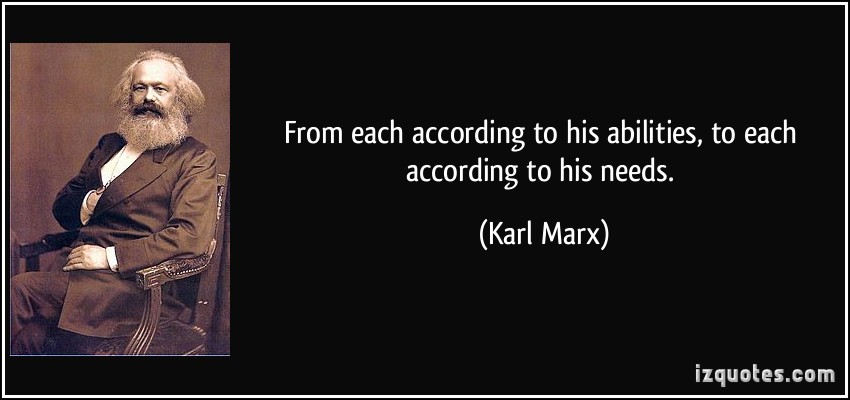 From each according to his abilities, to each
according to his needs.
(Karl Marx)
izquotes.com